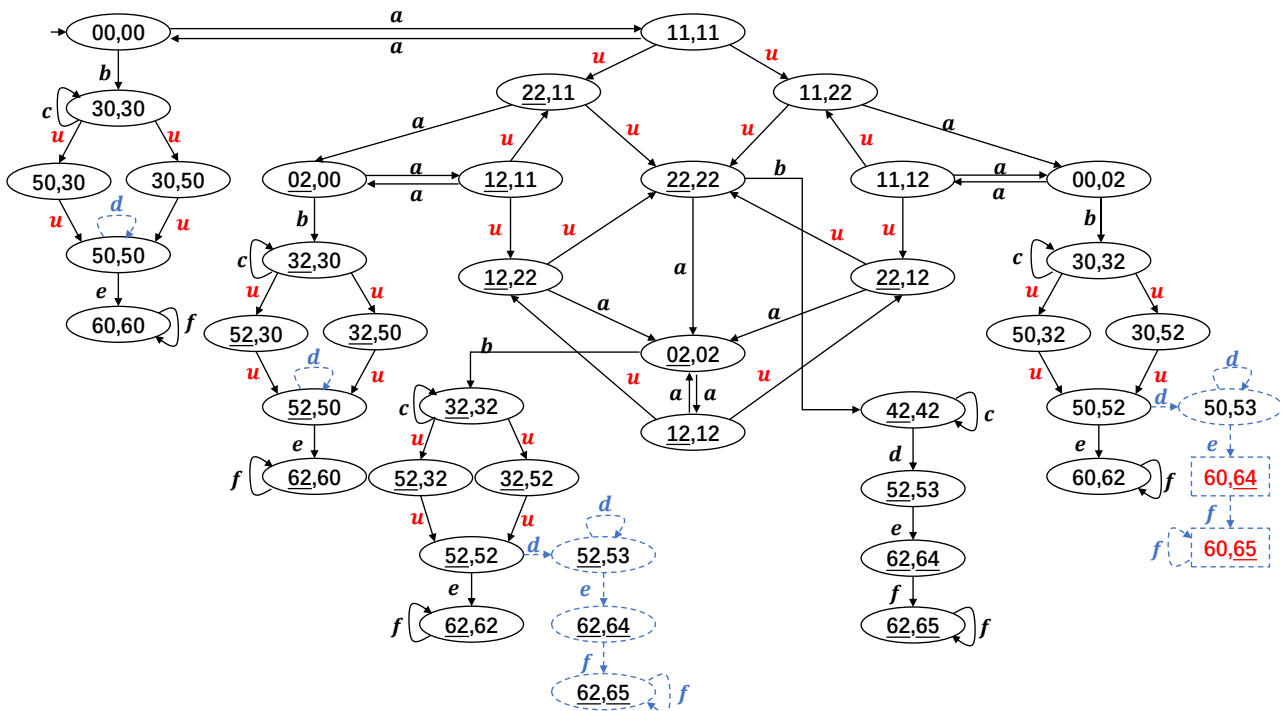 a
00,00 11,11
a
u u
b
22,11 11,22
c 30,30
a u u a
u u u u
50,30 30,50 02,00 a 12,11 22,22 b 11,12 a 00,02
a a
d b u u u u b
u u
50,50 c 32,30 12,22 a 22,12 c 30,32
e u u a a u u
60,60 f 52,30 32,50 50,32 30,52
d b 02,02 d
u u u a a u u u
52,50 c 32,32 42,42 c 50,52 d 50,53
e u u 12,12 d e e
f 62,60 52,32 32,52 52,53 60,62 f 60,64
u u d e f
52,52 d 52,53 62,64 f 60,65
e e f
f 62,62 62,64 62,65 f
f
62,65 f